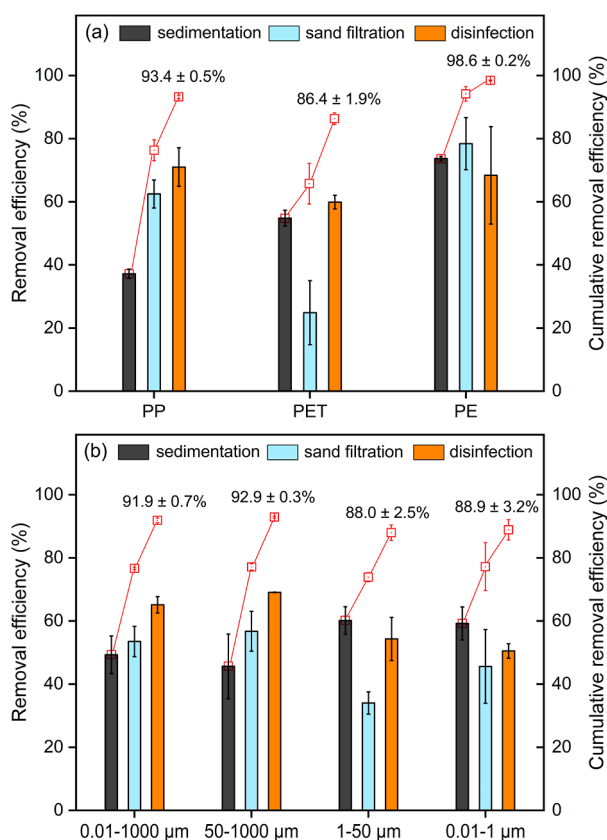 (a) sedimentation sand filtration disinfection
93.4 ± 0.5%
86.4 ± 1.9%
98.6 ± 0.2%
Removal efficiency (%)
0
20
40
60
80
100
Cumulative removal efficiency (%)
0
20
40
60
80
100
PP PET PE
(b) sedimentation sand filtration disinfection
91.9 ± 0.7%
92.9 ± 0.3%
88.0 ± 2.5%
88.9 ± 3.2%
Removal efficiency (%)
0
20
40
60
80
100
Cumulative removal efficiency (%)
0
20
40
60
80
100
0.01-1000 μm 50-1000 μm 1-50 μm 0.01-1 μm